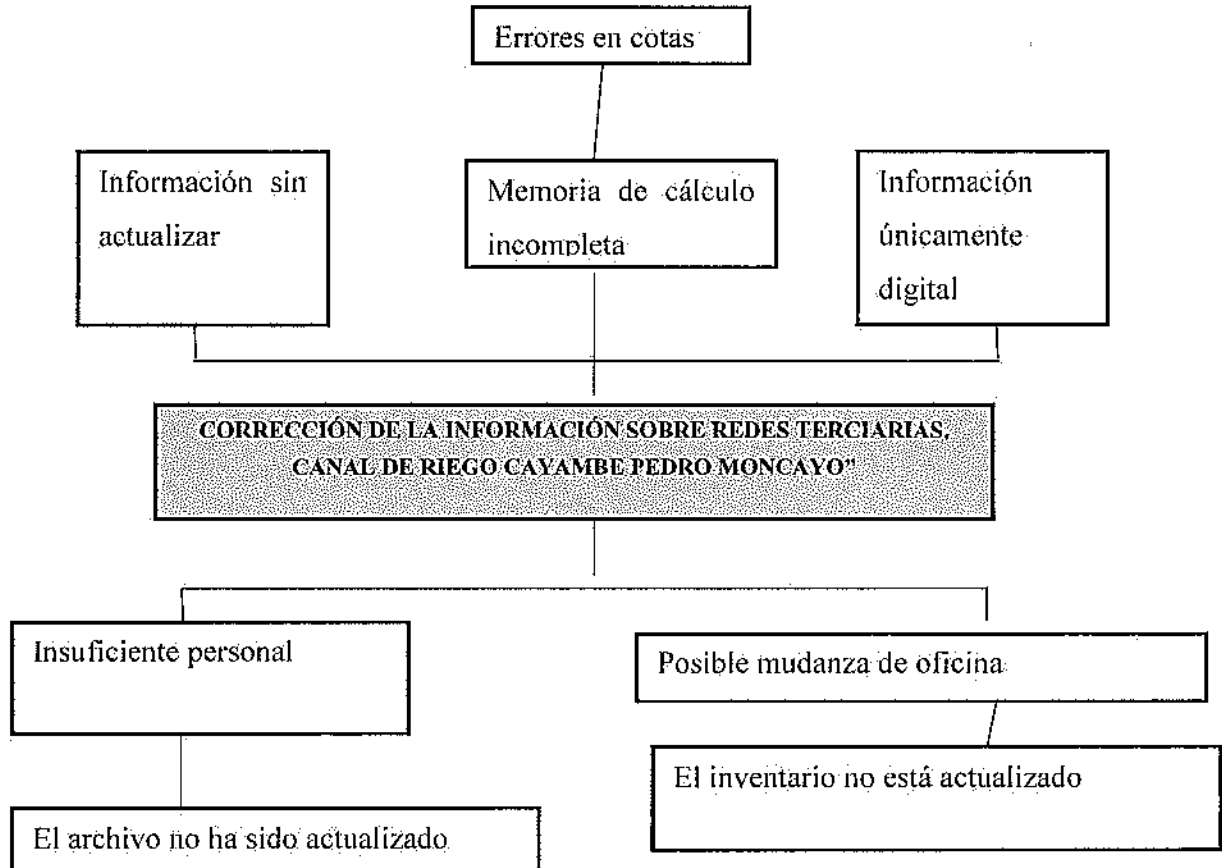 Errores en cotas
Información sin
actualizar
Memoria de cálculo
incompleta
Información
únicamente
digital
CORRECCIÓN DE LA INFORMACIÓN SOBRE REDES TERCIARIAS,
CANAL DE RIEGO CAYAMBE PEDRO MONCAYO”
Insuficiente personal
Posible mudanza de oficina
El inventario no está actualizado
El archivo no ha sido actualizado